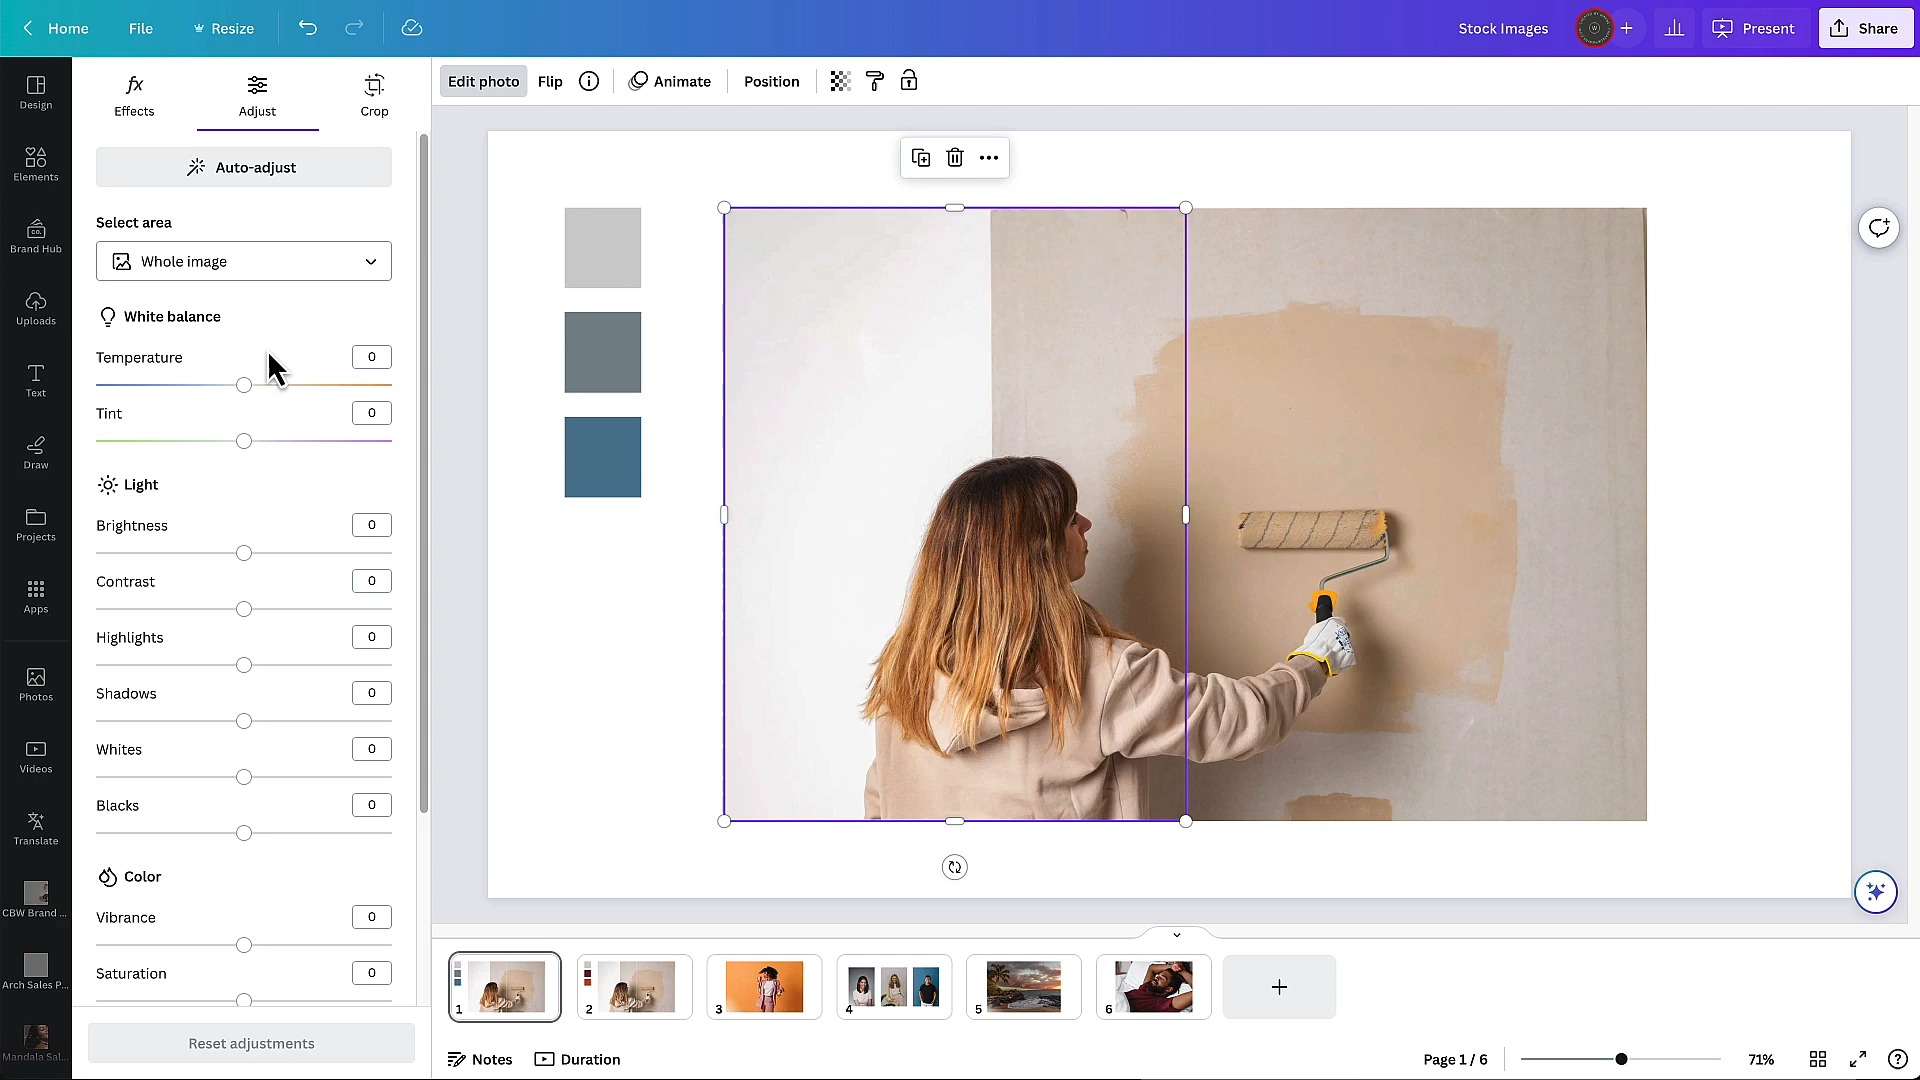 Home
File
Resize
Stock Images
Present
Share
Design
Elements
Brand Hub
Uploads
Text
Draw
Projects
Apps
Photos
Videos
Translate
CBW Brand ...
Arch Sales P...
Mandala Sal...
Effects
Adjust
Crop
Edit photo
Flip
Animate
Position
Auto-adjust
Select area
Whole image
White balance
Temperature 0
Tint 0
Light
Brightness 0
Contrast 0
Highlights 0
Shadows 0
Whites 0
Blacks 0
Color
Vibrance 0
Saturation 0
Reset adjustments
1
2
3
4
5
6
Notes
Duration
Page 1 / 6
71%